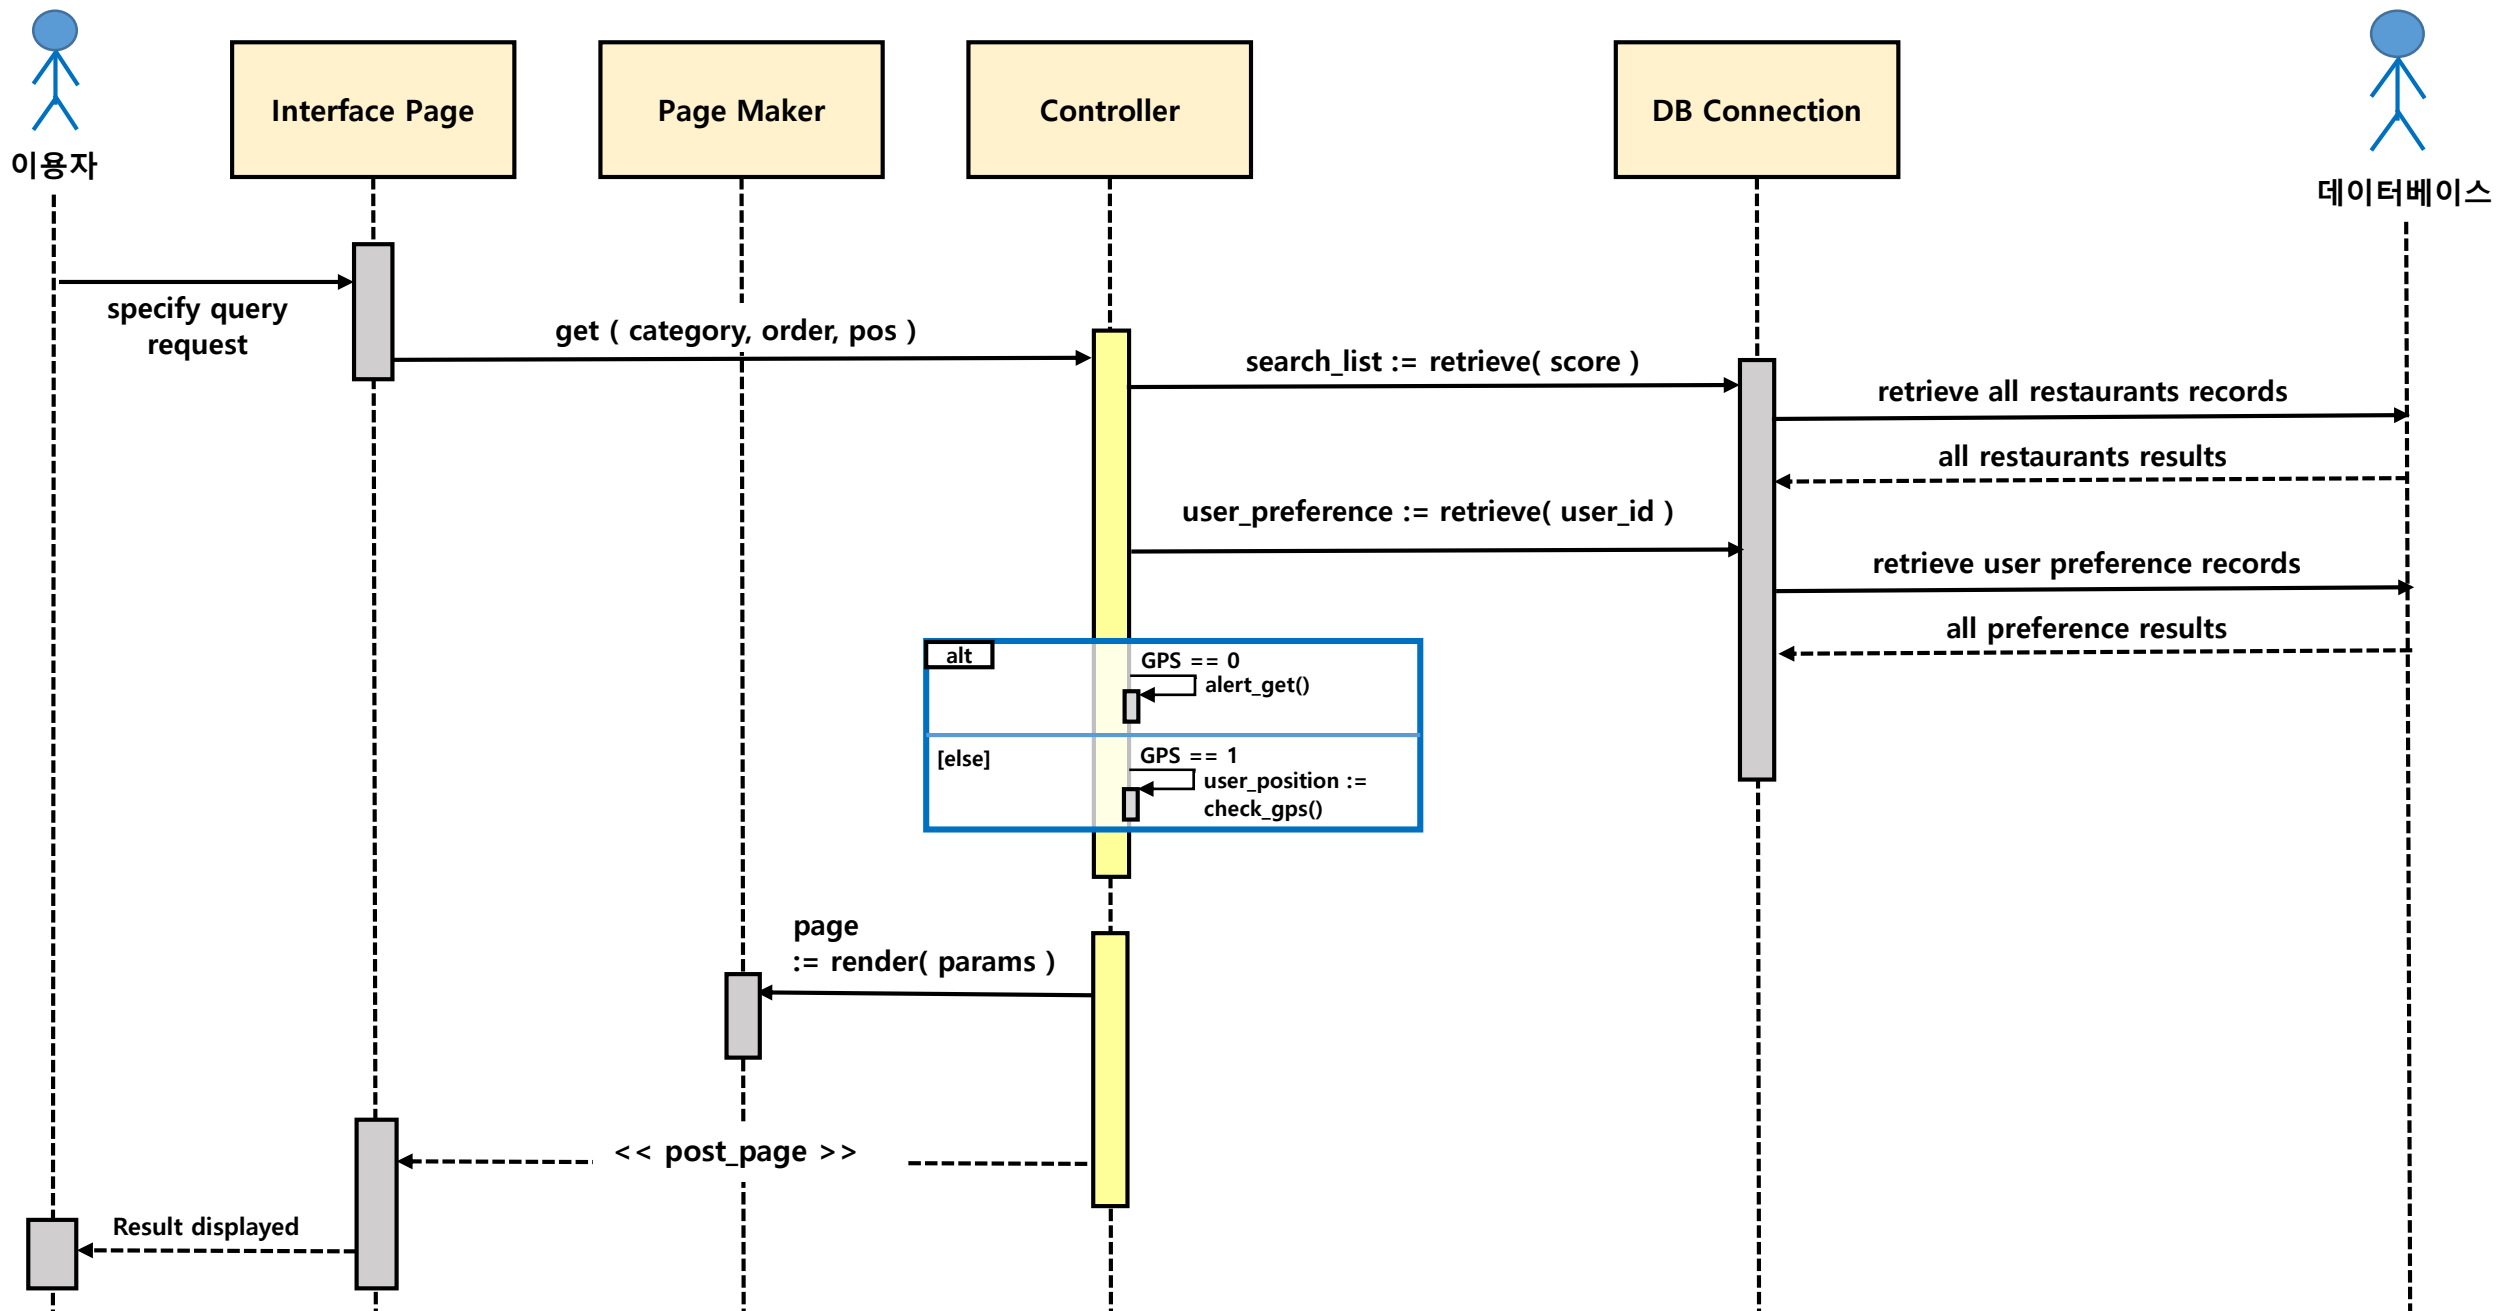 이용자
Interface Page
Page Maker
Controller
DB Connection
데이터베이스
specify query
request
get ( category, order, pos )
search_list := retrieve( score )
retrieve all restaurants records
all restaurants results
user_preference := retrieve( user_id )
retrieve user preference records
all preference results
alt
GPS == 0
alert_get()
[else]
GPS == 1
user_position :=
check_gps()
page
:= render( params )
<< post_page >>
Result displayed